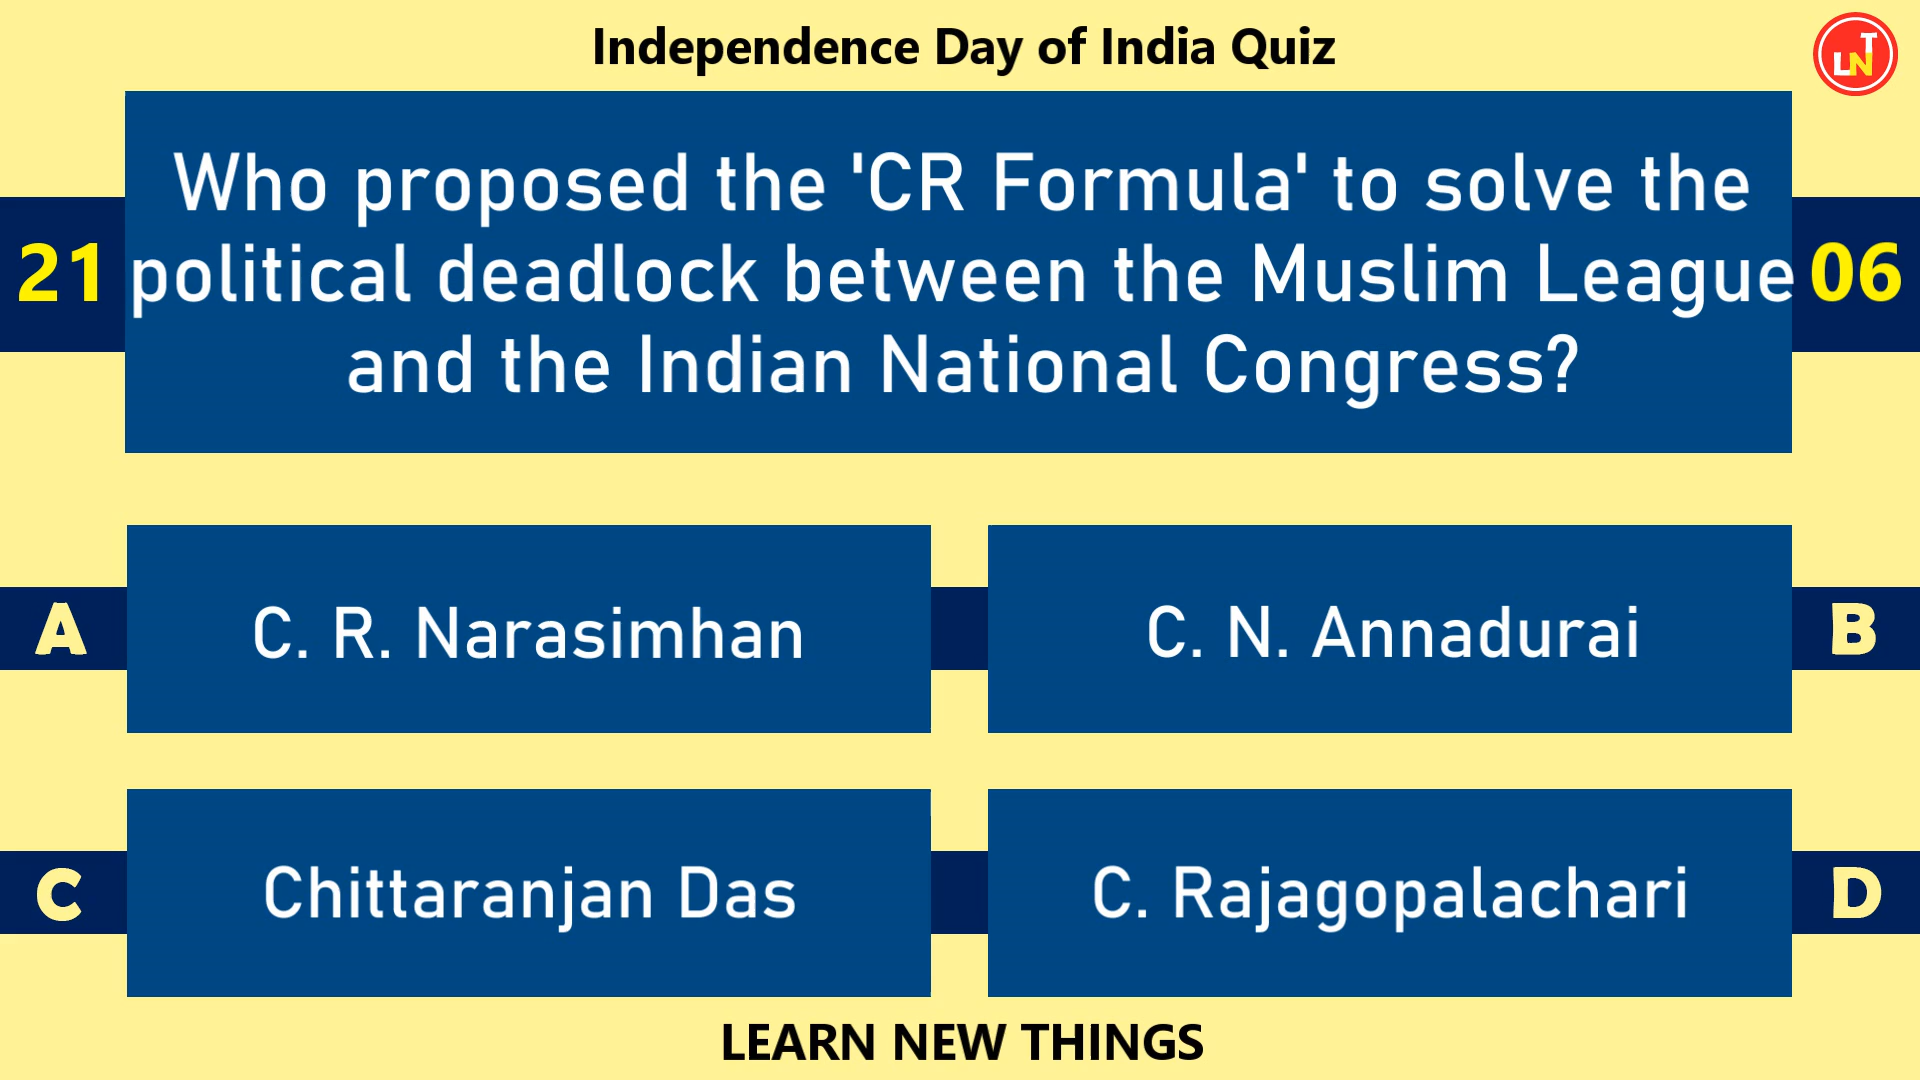 Independence Day of India Quiz
LNT
Who proposed the 'CR Formula' to solve the
21 political deadlock between the Muslim League 06
and the Indian National Congress?
A C. R. Narasimhan
C. N. Annadurai B
C Chittaranjan Das
C. Rajagopalachari D
LEARN NEW THINGS